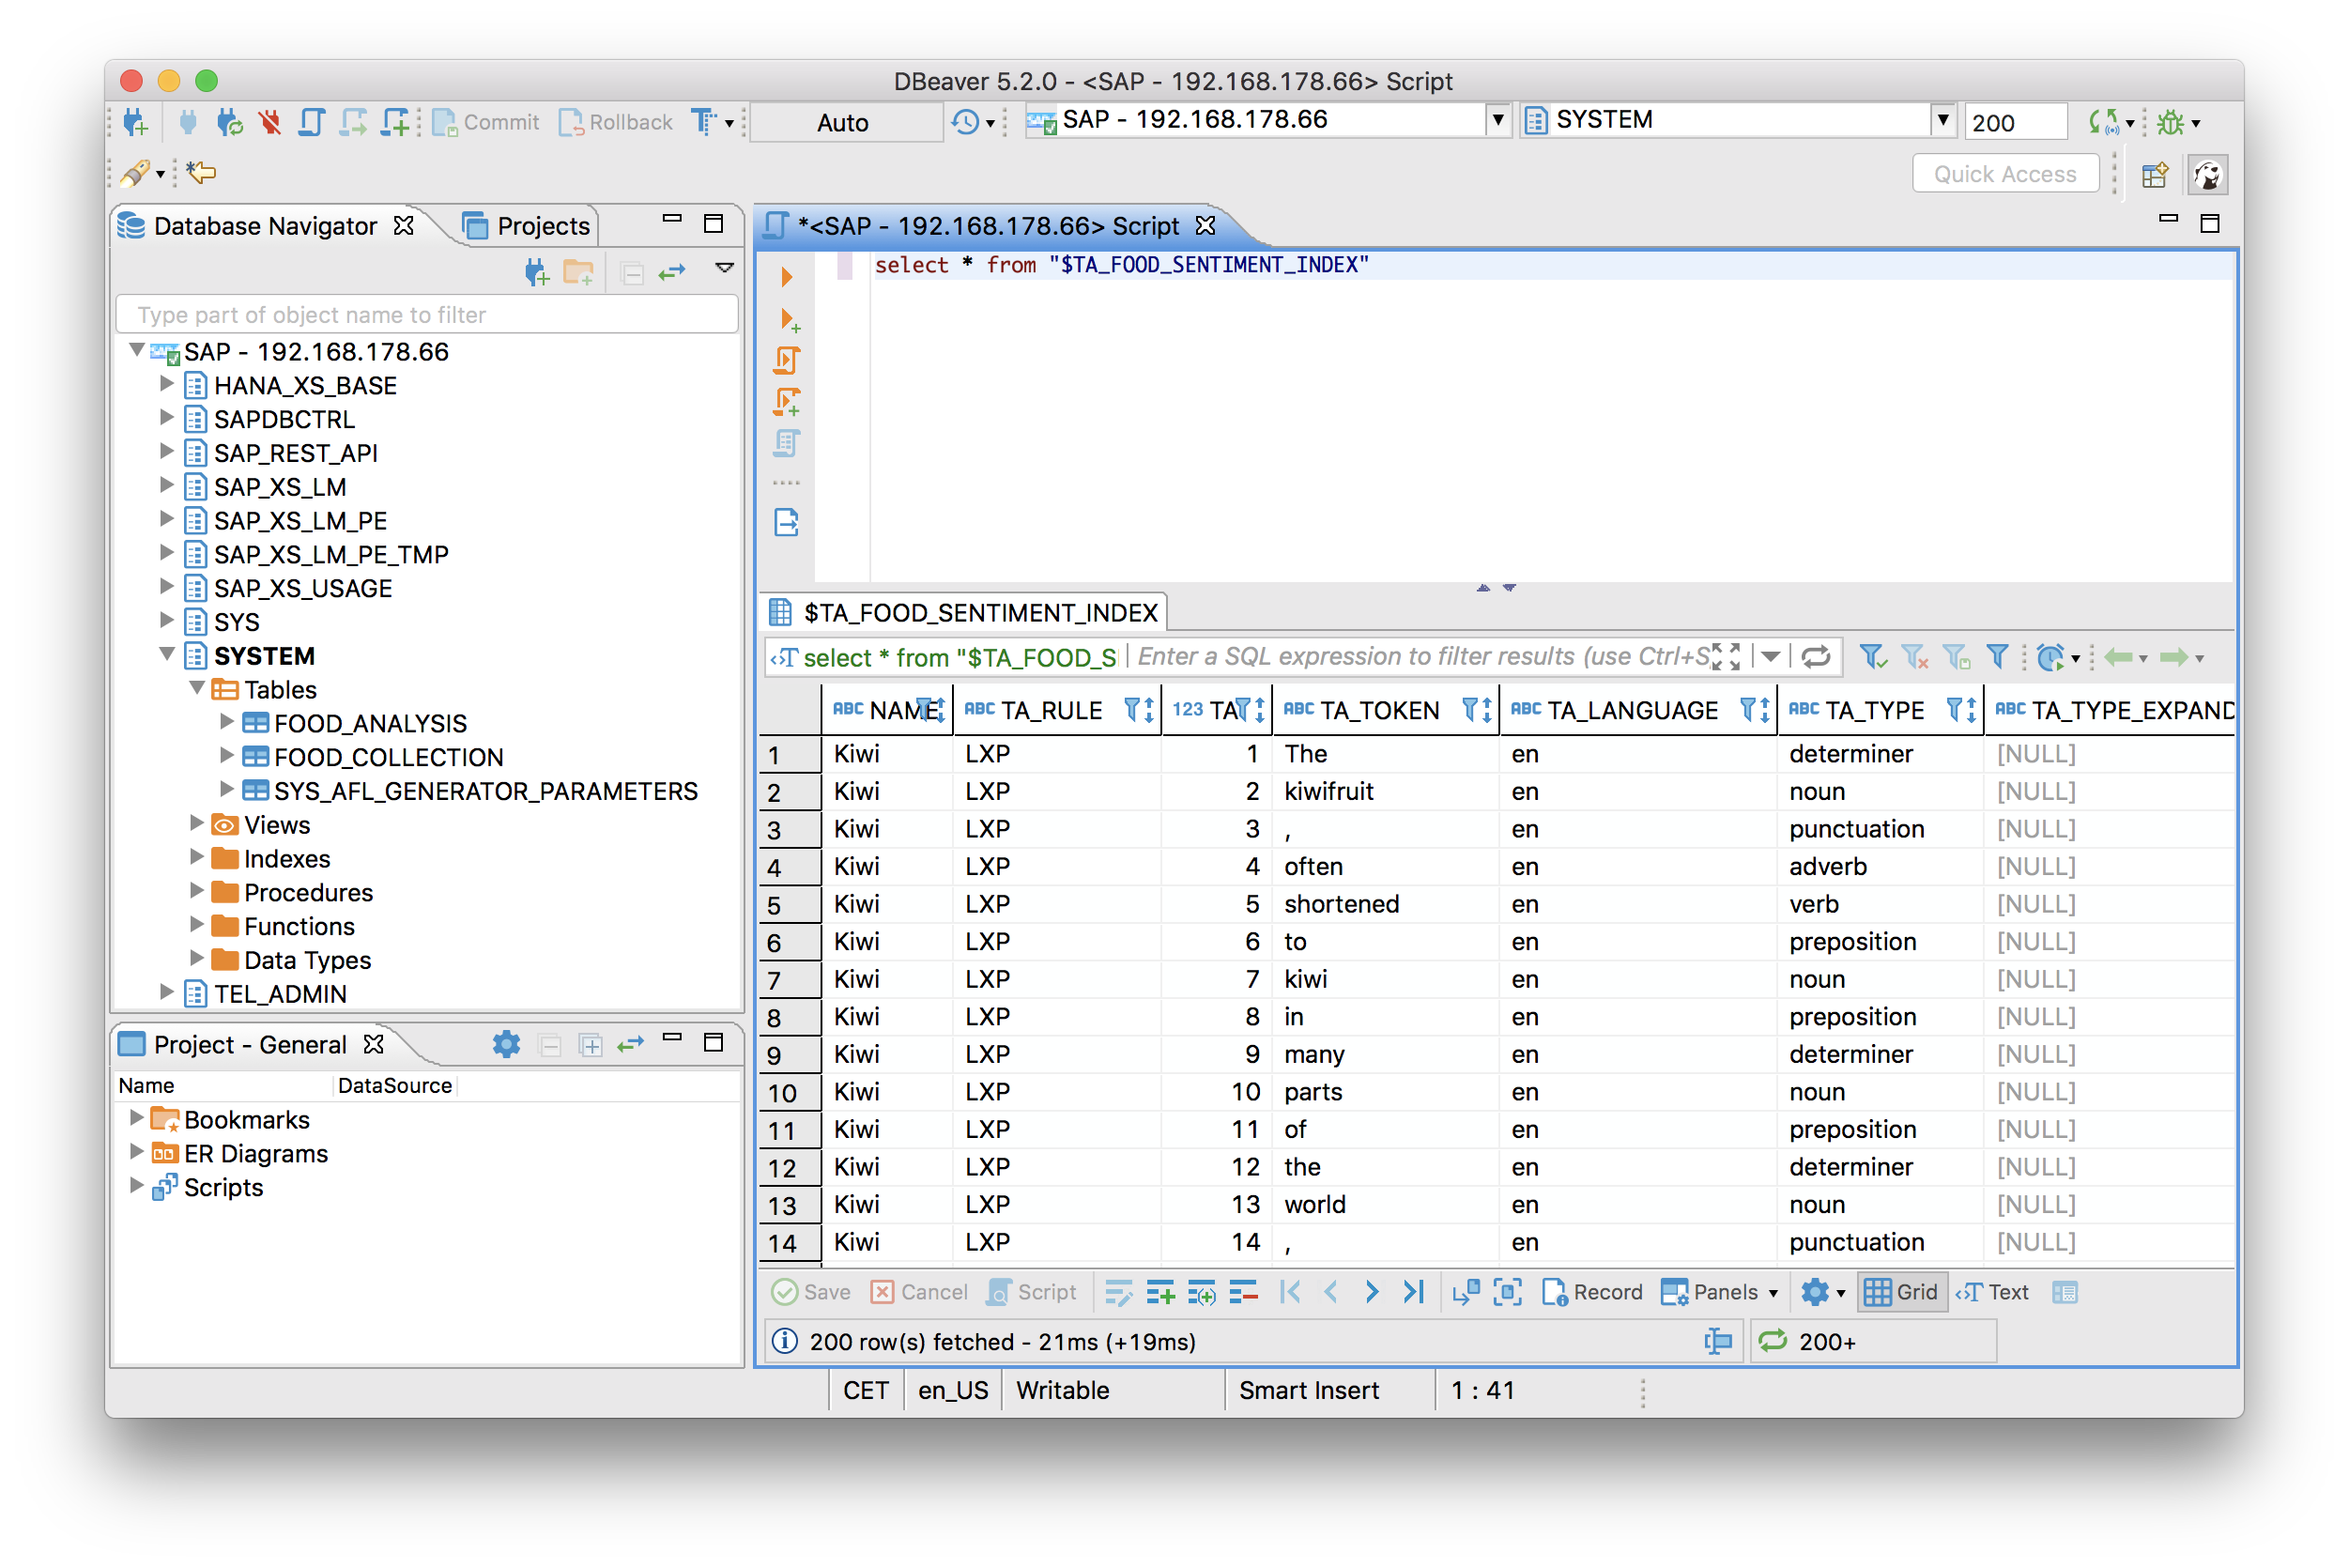 DBeaver 5.2.0 - <SAP - 192.168.178.66> Script
Commit Rollback Auto SAP - 192.168.178.66 SYSTEM 200
Quick Access
Database Navigator Projects
Type part of object name to filter
SAP - 192.168.178.66
HANA_XS_BASE
SAPDBCTRL
SAP_REST_API
SAP_XS_LM
SAP_XS_LM_PE
SAP_XS_LM_PE_TMP
SAP_XS_USAGE
SYS
SYSTEM
Tables
FOOD_ANALYSIS
FOOD_COLLECTION
SYS_AFL_GENERATOR_PARAMETERS
Views
Indexes
Procedures
Functions
Data Types
TEL_ADMIN
Project - General
Name DataSource
Bookmarks
ER Diagrams
Scripts
*<SAP - 192.168.178.66> Script
select * from "$TA_FOOD_SENTIMENT_INDEX"
$TA_FOOD_SENTIMENT_INDEX
select * from "$TA_FOOD_S Enter a SQL expression to filter results (use Ctrl+S
ABC NAME ABC TA_RULE 123 TA ABC TA_TOKEN ABC TA_LANGUAGE ABC TA_TYPE ABC TA_TYPE_EXPAND
1 Kiwi LXP 1 The en determiner [NULL]
2 Kiwi LXP 2 kiwifruit en noun [NULL]
3 Kiwi LXP 3 , en punctuation [NULL]
4 Kiwi LXP 4 often en adverb [NULL]
5 Kiwi LXP 5 shortened en verb [NULL]
6 Kiwi LXP 6 to en preposition [NULL]
7 Kiwi LXP 7 kiwi en noun [NULL]
8 Kiwi LXP 8 in en preposition [NULL]
9 Kiwi LXP 9 many en determiner [NULL]
10 Kiwi LXP 10 parts en noun [NULL]
11 Kiwi LXP 11 of en preposition [NULL]
12 Kiwi LXP 12 the en determiner [NULL]
13 Kiwi LXP 13 world en noun [NULL]
14 Kiwi LXP 14 , en punctuation [NULL]
Save Cancel Script Record Panels Grid Text
200 row(s) fetched - 21ms (+19ms) 200+
CET en_US Writable Smart Insert 1 : 41